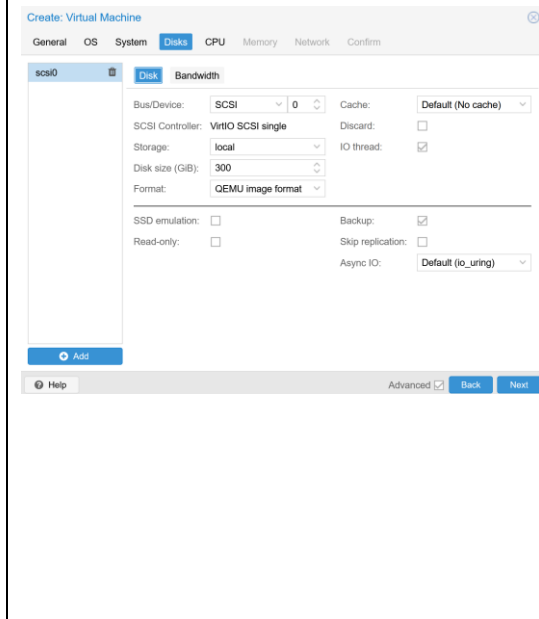 Create: Virtual Machine
General OS System Disks CPU Memory Network Confirm
scsi0
Disk Bandwidth
Bus/Device: SCSI 0 Cache: Default (No cache)
SCSI Controller: VirtIO SCSI single Discard:
Storage: local IO thread:
Disk size (GiB): 300
Format: QEMU image format
SSD emulation: Backup:
Read-only: Skip replication:
Async IO: Default (io_uring)
Add
Help Advanced Back Next